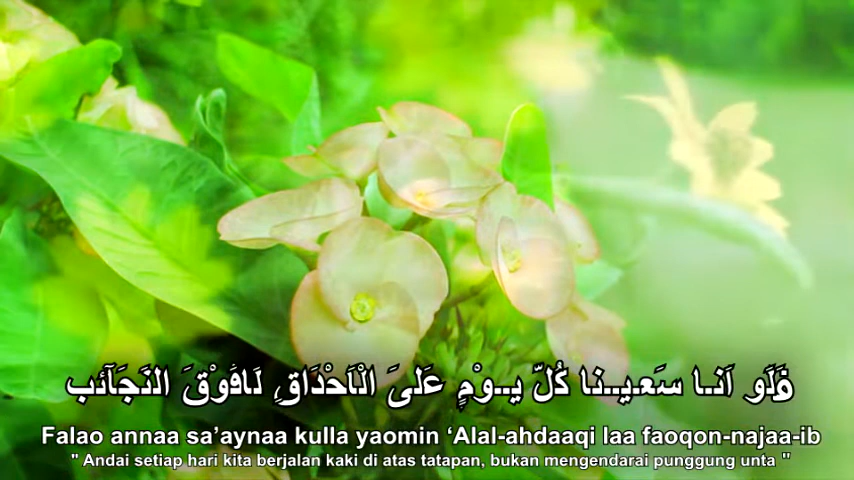 فَلَو اَنـا سَعـيـنا كُلّ يـوْمٍ عَلىَ الْاَحْدَاقِ لَافَوْقَ النَجَآئب
Falao annaa sa’aynaa kulla yaomin ‘Alal-ahdaaqi laa faoqon-najaa-ib
" Andai setiap hari kita berjalan kaki di atas tatapan, bukan mengendarai punggung unta "